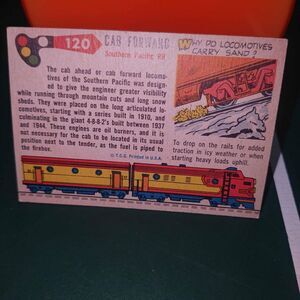 120
CAB FORWARD
Southern Pacific RR
The cab ahead or cab forward locomo-
tives of the Southern Pacific was design-
ed to give the engineer greater visibility
while running through mountain cuts and long snow
sheds. They were placed on the long articulated lo-
comotives, starting with a series built in 1910, and
culminating in the giant 4-8-8-2's built between 1937
and 1944. These engines are oil burners, and it is
not necessary for the cab to be located in its usual
position next to the tender, as the fuel is piped to
the firebox.
© T.C.G. Printed in U.S.A.
WHY DO LOCOMOTIVES
CARRY SAND?
To drop on the rails for added
traction in icy weather or when
starting heavy loads uphill.